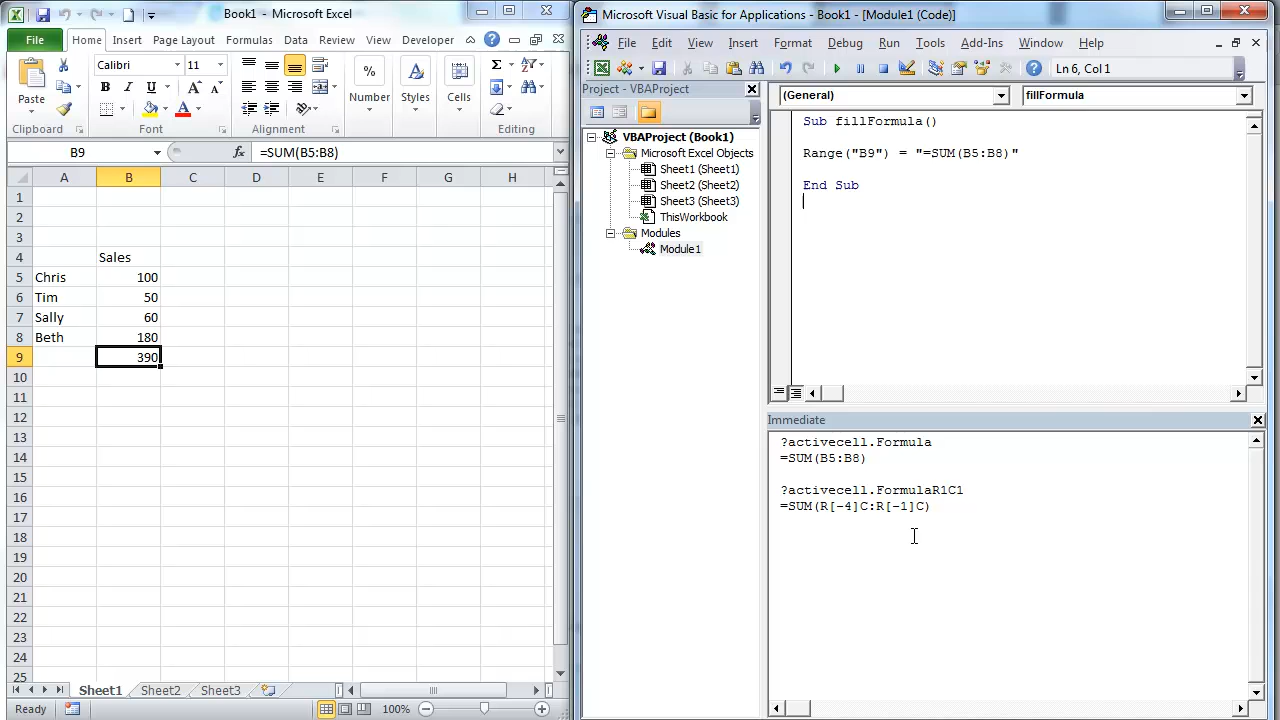 Book1 - Microsoft Excel
File Home Insert Page Layout Formulas Data Review View Developer
Paste
Calibri 11
B I U A A
Number Styles Cells
Clipboard Font Alignment Editing
B9 fx =SUM(B5:B8)
A B C D E F G H
1
2
3
4 Sales
5 Chris 100
6 Tim 50
7 Sally 60
8 Beth 180
9 390
10
11
12
13
14
15
16
17
18
19
20
21
22
23
24
25
Sheet1 Sheet2 Sheet3
Ready 100%
Microsoft Visual Basic for Applications - Book1 - [Module1 (Code)]
File Edit View Insert Format Debug Run Tools Add-Ins Window Help
Ln 6, Col 1
Project - VBAProject
VBAProject (Book1)
Microsoft Excel Objects
Sheet1 (Sheet1)
Sheet2 (Sheet2)
Sheet3 (Sheet3)
ThisWorkbook
Modules
Module1
(General) fillFormula
Sub fillFormula()
Range("B9") = "=SUM(B5:B8)"
End Sub
Immediate
?activecell.Formula
=SUM(B5:B8)
?activecell.FormulaR1C1
=SUM(R[-4]C:R[-1]C)